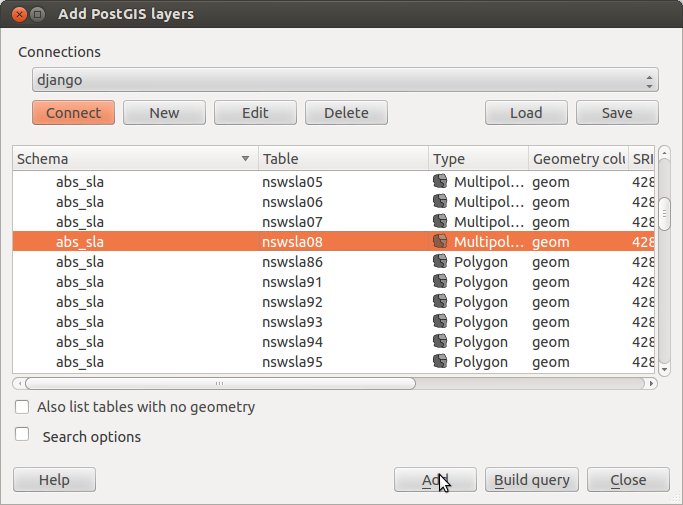 Add PostGIS layers
Connections
django
Connect New Edit Delete Load Save
Schema Table Type Geometry colu SRI
abs_sla nswsla05 Multipol... geom 428
abs_sla nswsla06 Multipol... geom 428
abs_sla nswsla07 Multipol... geom 428
abs_sla nswsla08 Multipol... geom 428
abs_sla nswsla86 Polygon geom 428
abs_sla nswsla91 Polygon geom 428
abs_sla nswsla92 Polygon geom 428
abs_sla nswsla93 Polygon geom 428
abs_sla nswsla94 Polygon geom 428
abs_sla nswsla95 Polygon geom 428
Also list tables with no geometry
Search options
Help Add Build query Close